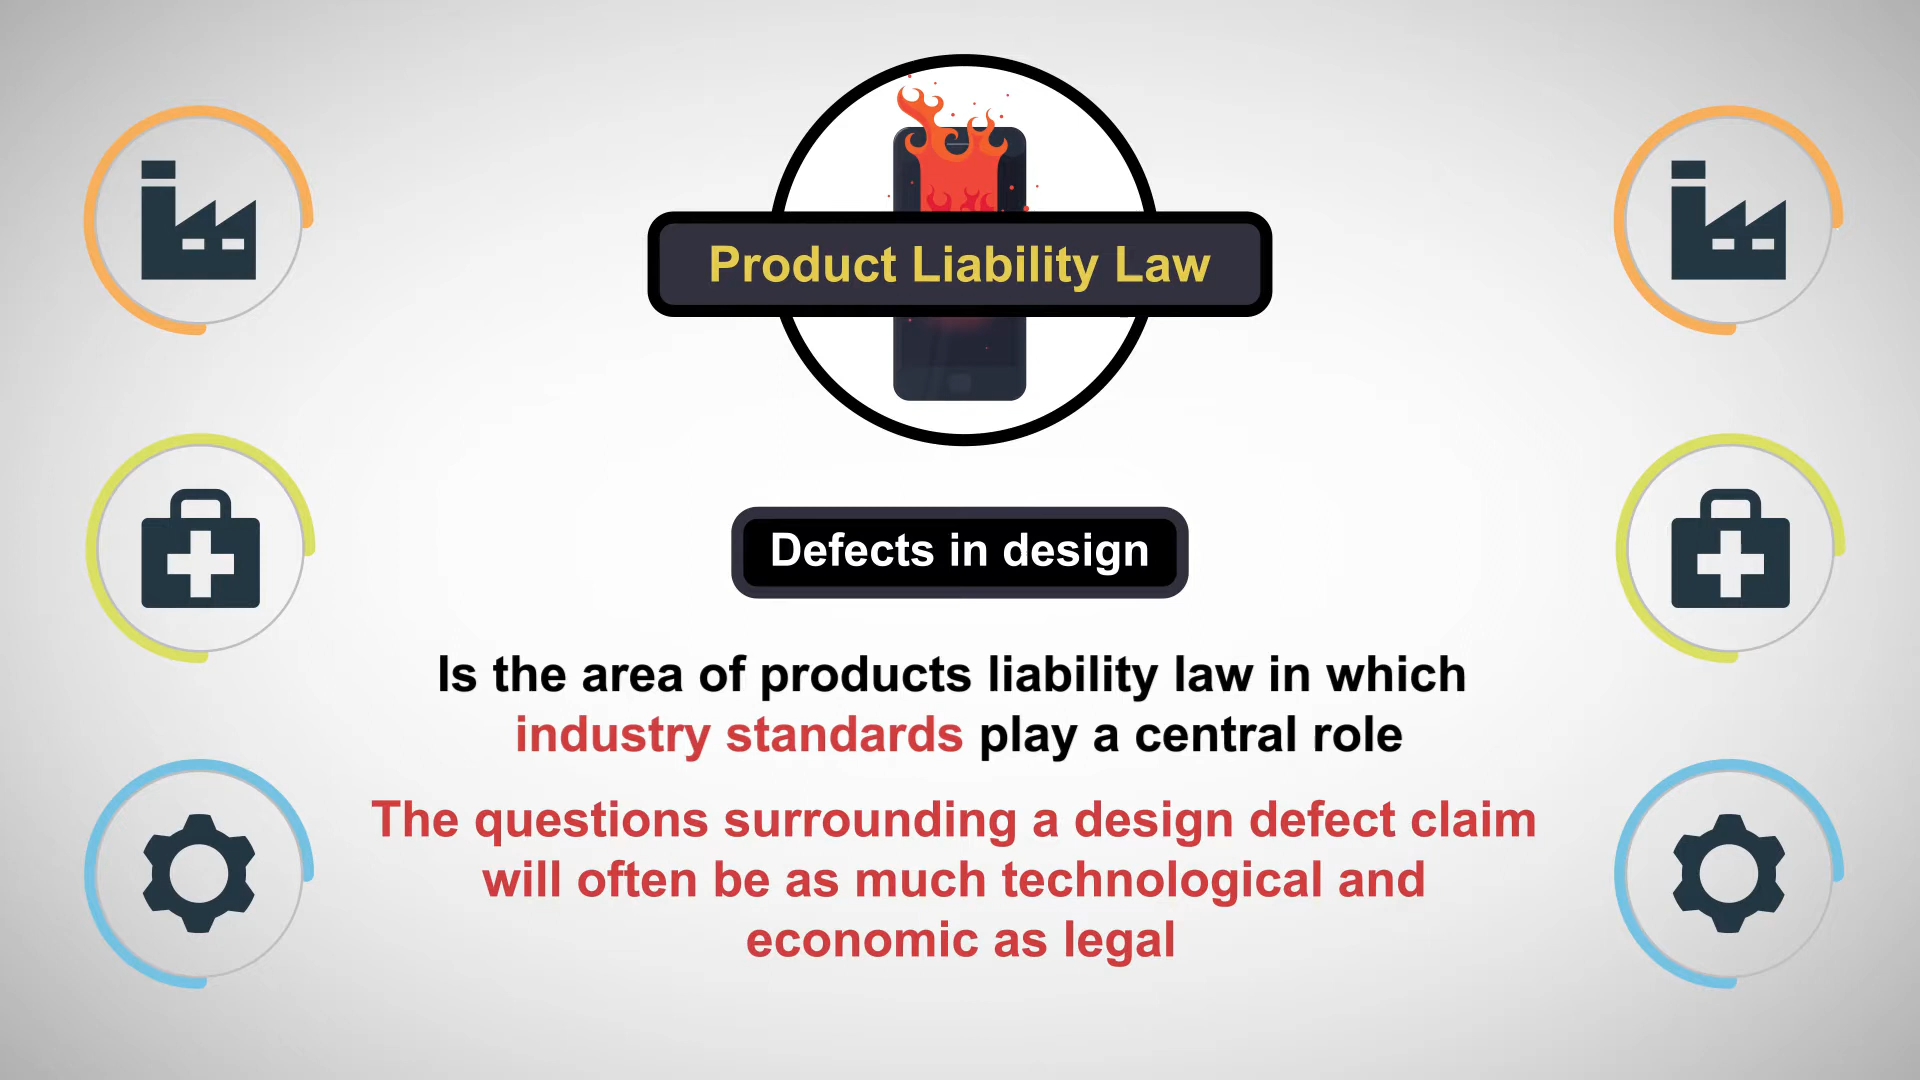 Product Liability Law
Defects in design
Is the area of products liability law in which
industry standards play a central role
The questions surrounding a design defect claim
will often be as much technological and
economic as legal